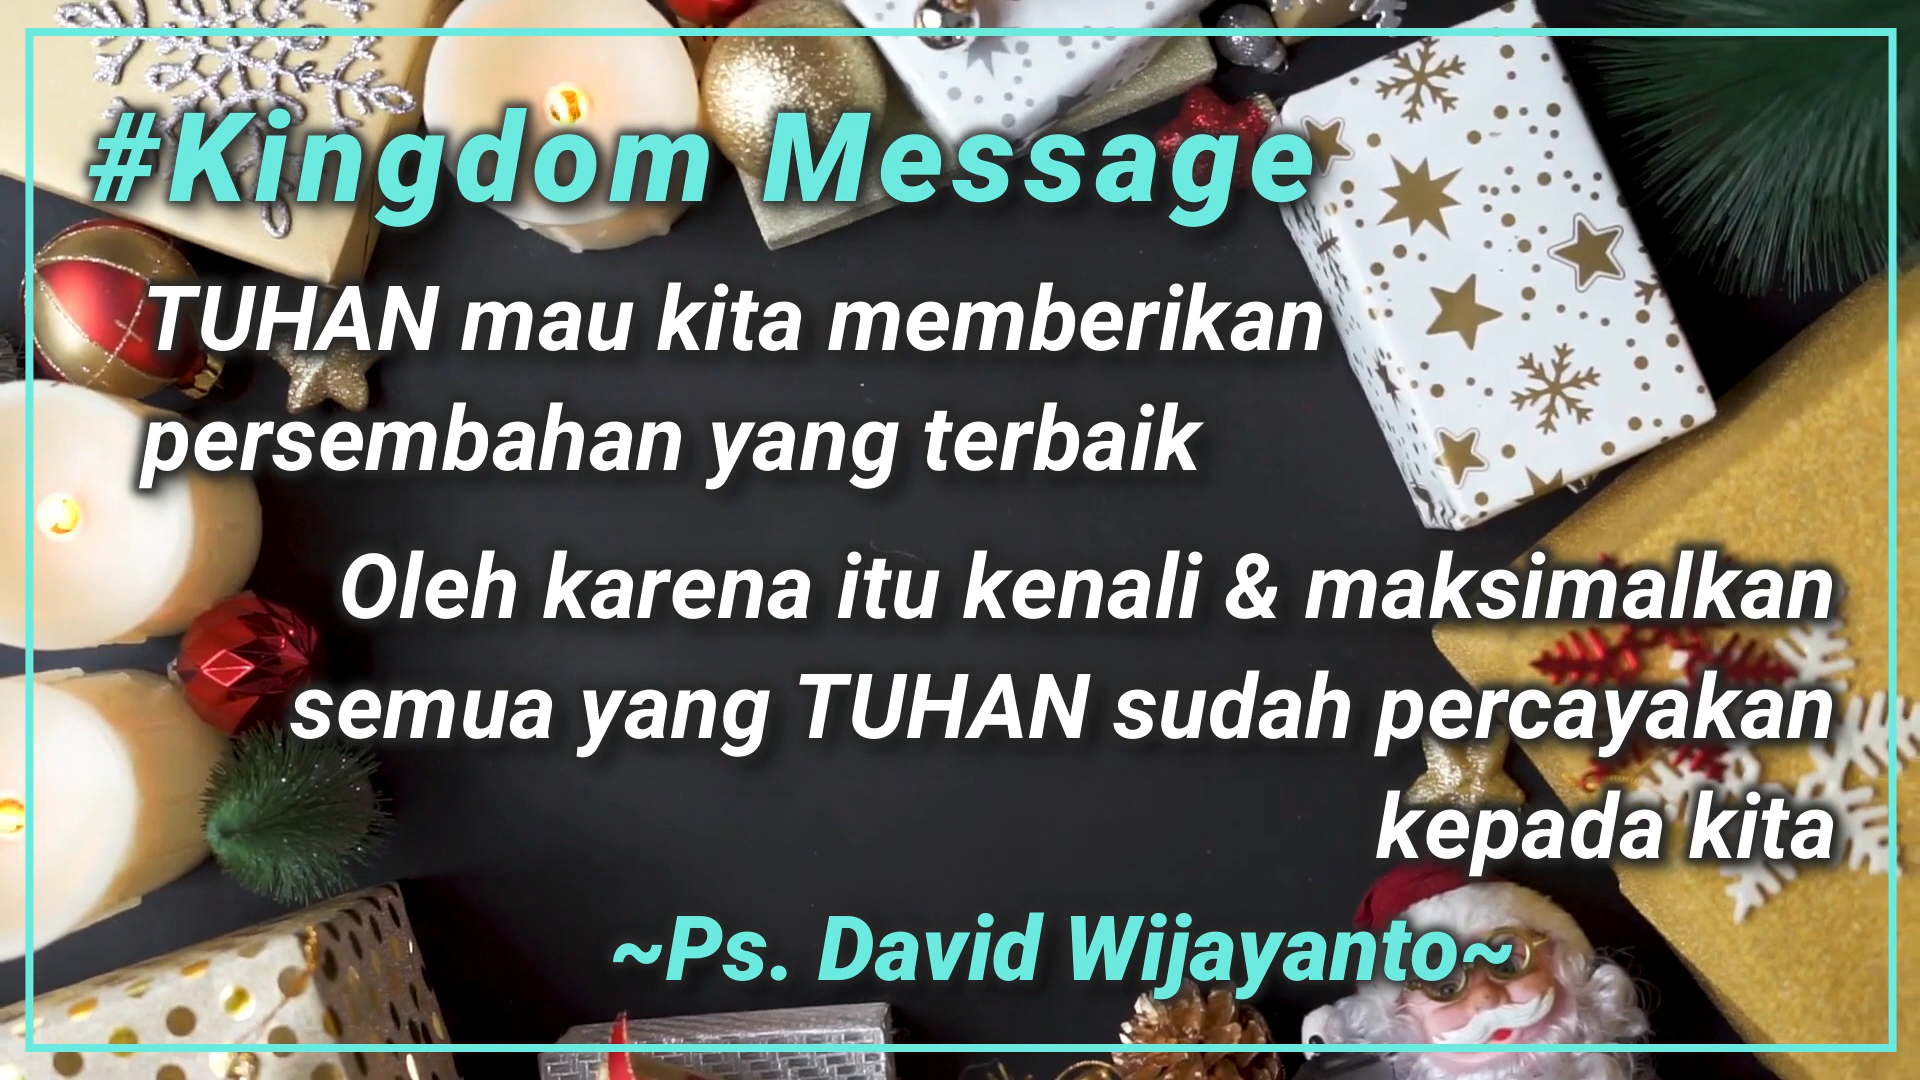 #Kingdom Message
TUHAN mau kita memberikan
persembahan yang terbaik
Oleh karena itu kenali & maksimalkan
semua yang TUHAN sudah percayakan
kepada kita
~Ps. David Wijayanto~